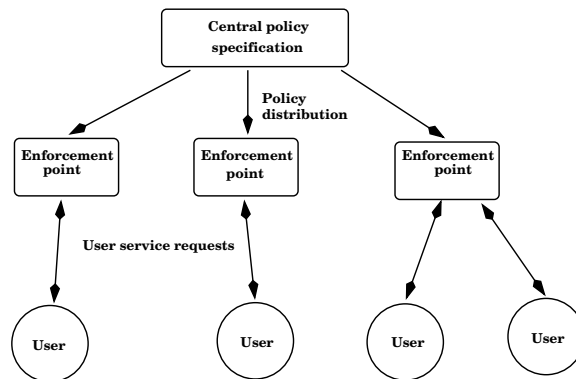 Central policy
specification
Policy
distribution
Enforcement
point
Enforcement
point
Enforcement
point
User service requests
User
User
User
User